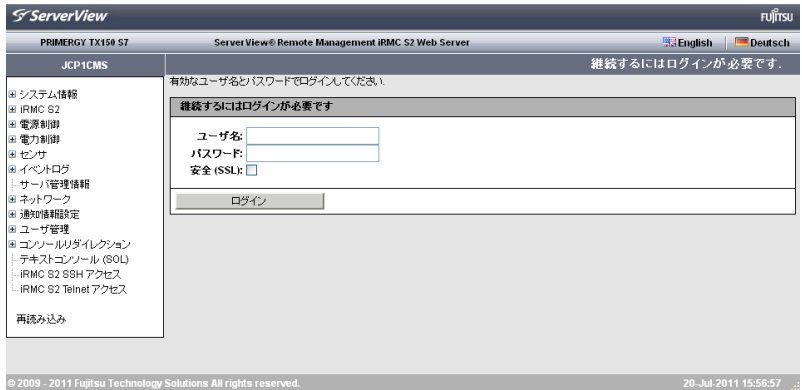 ServerView
FUJITSU
PRIMERGY TX150 S7
ServerView® Remote Management iRMC S2 Web Server
English
Deutsch
JCP1CMS
継続するにはログインが必要です.
有効なユーザ名とパスワードでログインしてください.
継続するにはログインが必要です
ユーザ名:
パスワード:
安全 (SSL):
ログイン
システム情報
iRMC S2
電源制御
電力制御
センサ
イベントログ
サーバ管理情報
ネットワーク
通知情報設定
ユーザ管理
コンソールリダイレクション
テキストコンソール (SOL)
iRMC S2 SSH アクセス
iRMC S2 Telnet アクセス
再読み込み
© 2009 - 2011 Fujitsu Technology Solutions All rights reserved.
20-Jul-2011 15:56:57